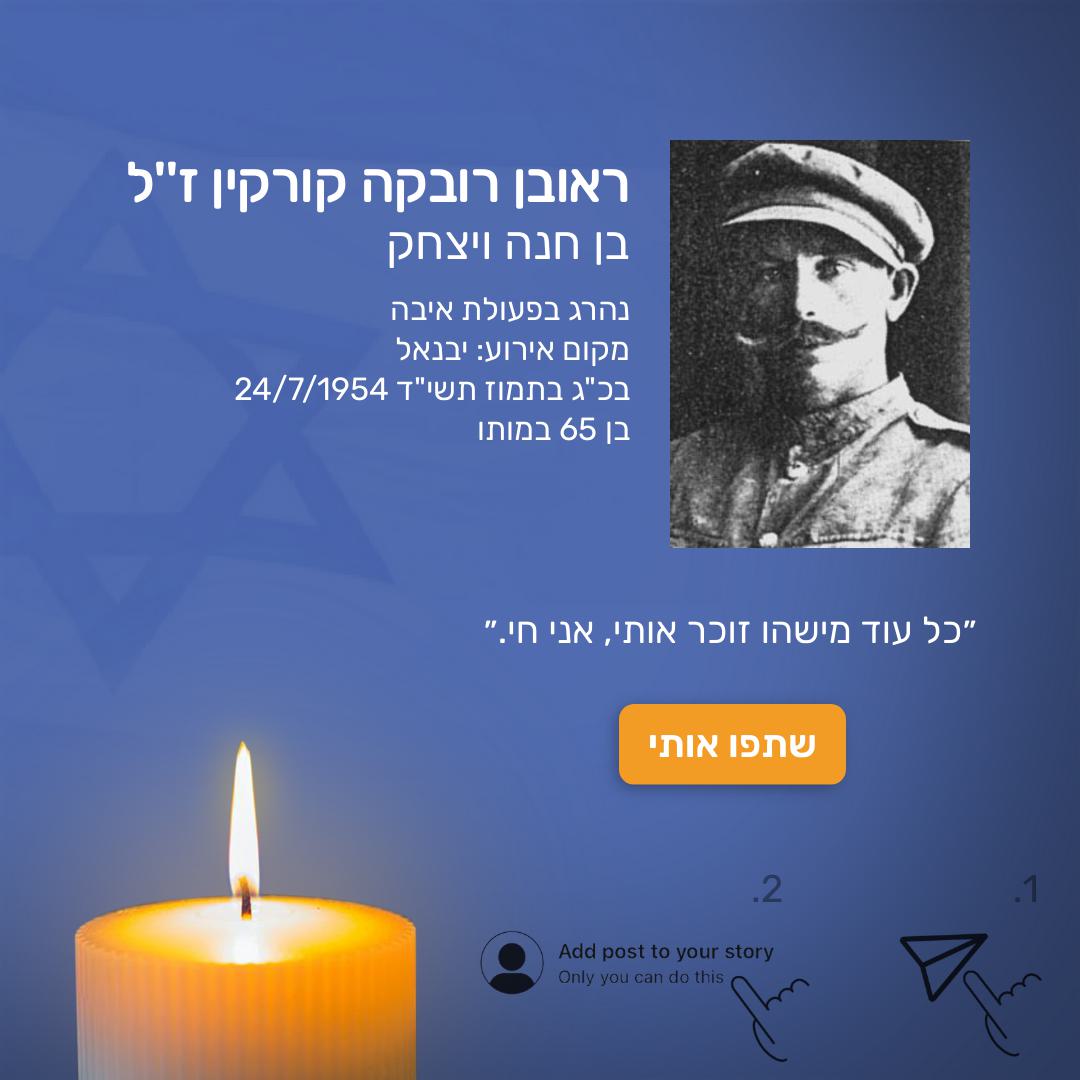 ראובן רובקה קורקין ז"ל
בן חנה ויצחק
נהרג בפעולת איבה
מקום אירוע: יבנאל
בכ"ג בתמוז תשי"ד 24/7/1954
בן 65 במותו
״כל עוד מישהו זוכר אותי, אני חי.״
שתפו אותי
1.
2.
Add post to your story
Only you can do this